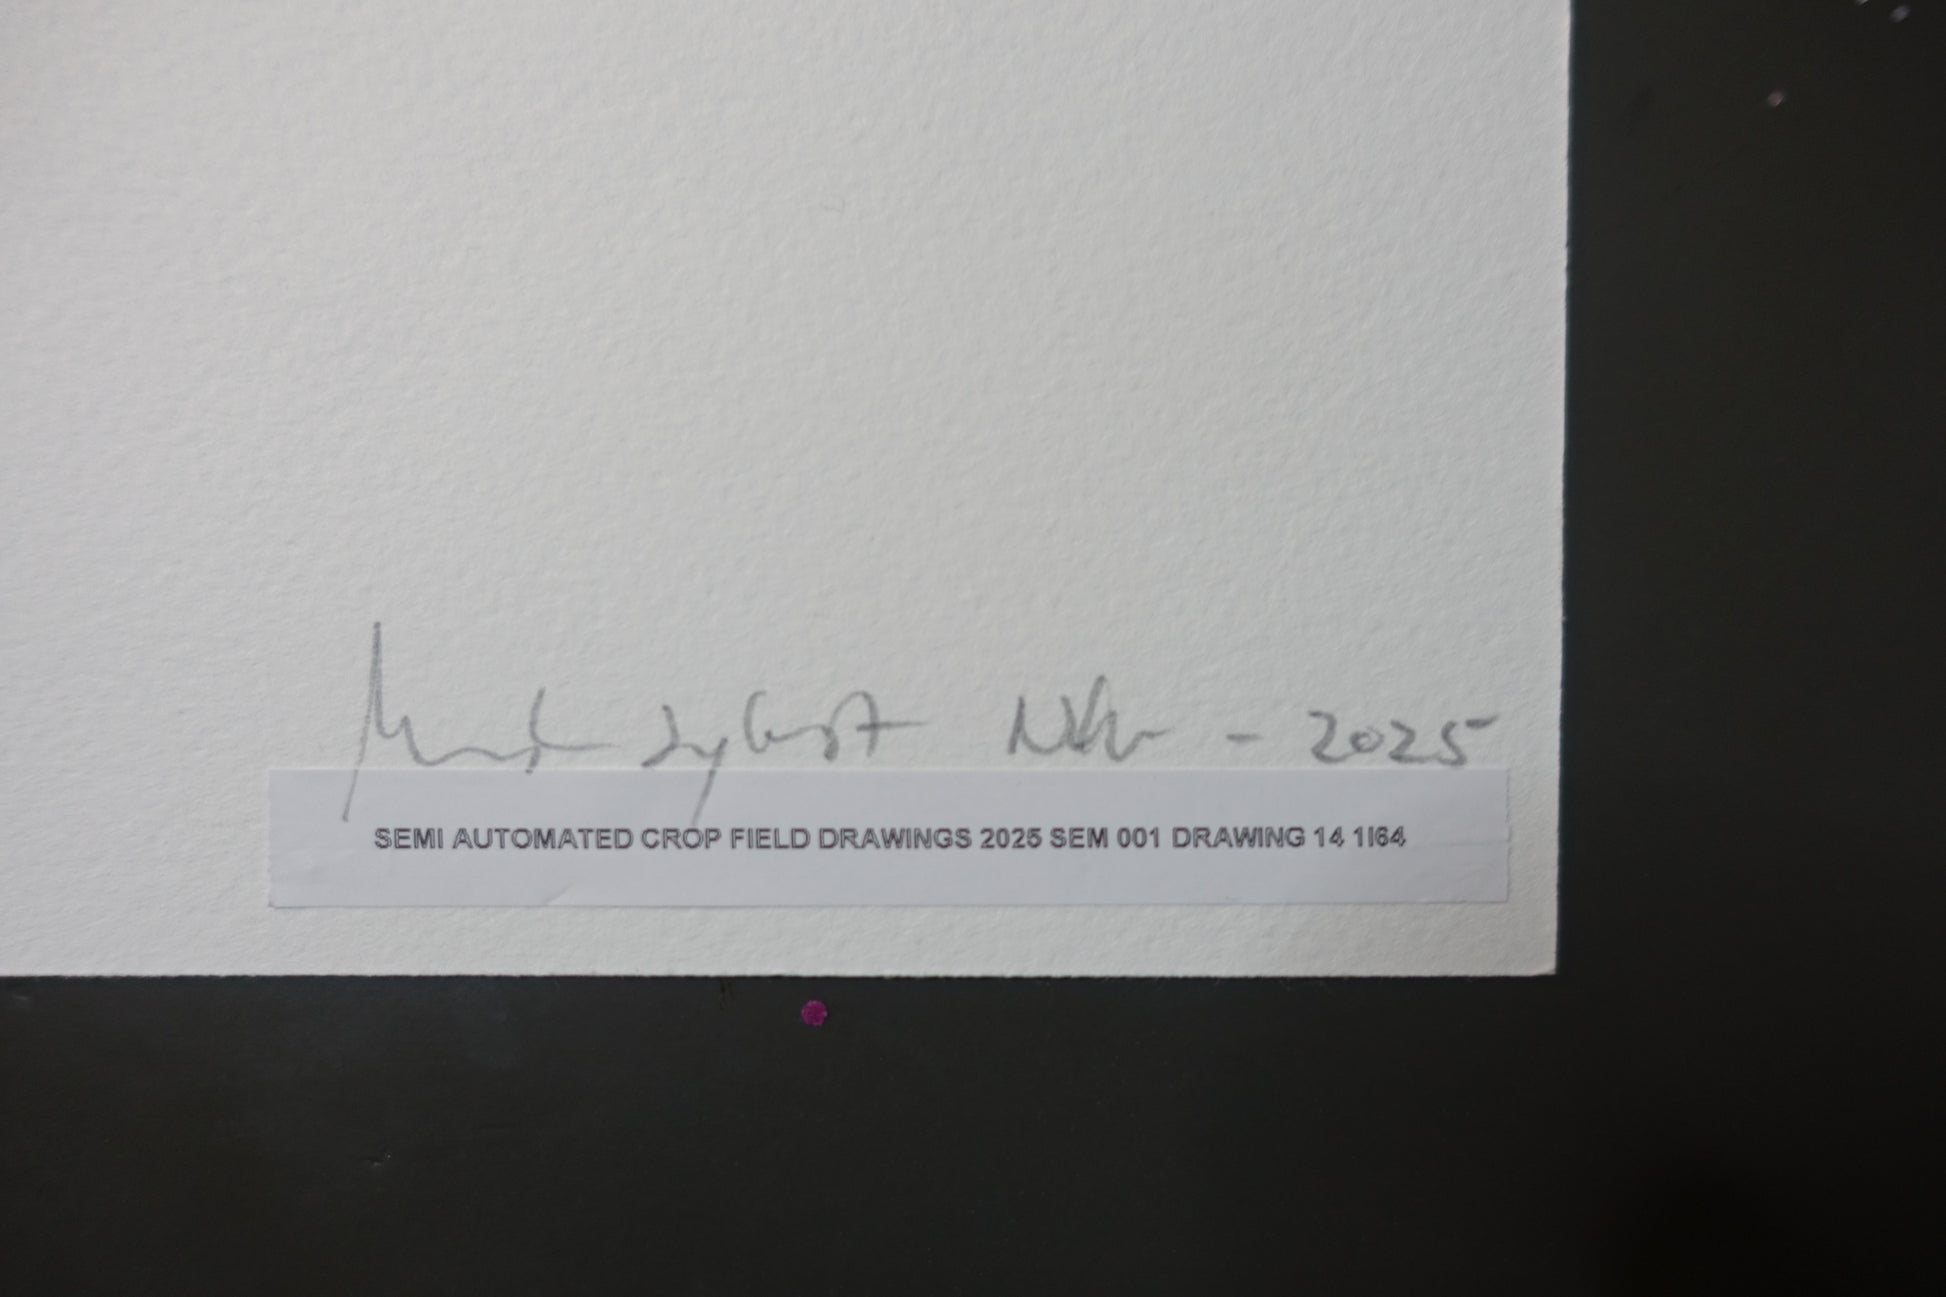 - 2025
SEMI AUTOMATED CROP FIELD DRAWINGS 2025 SEM 001 DRAWING 14 1I64